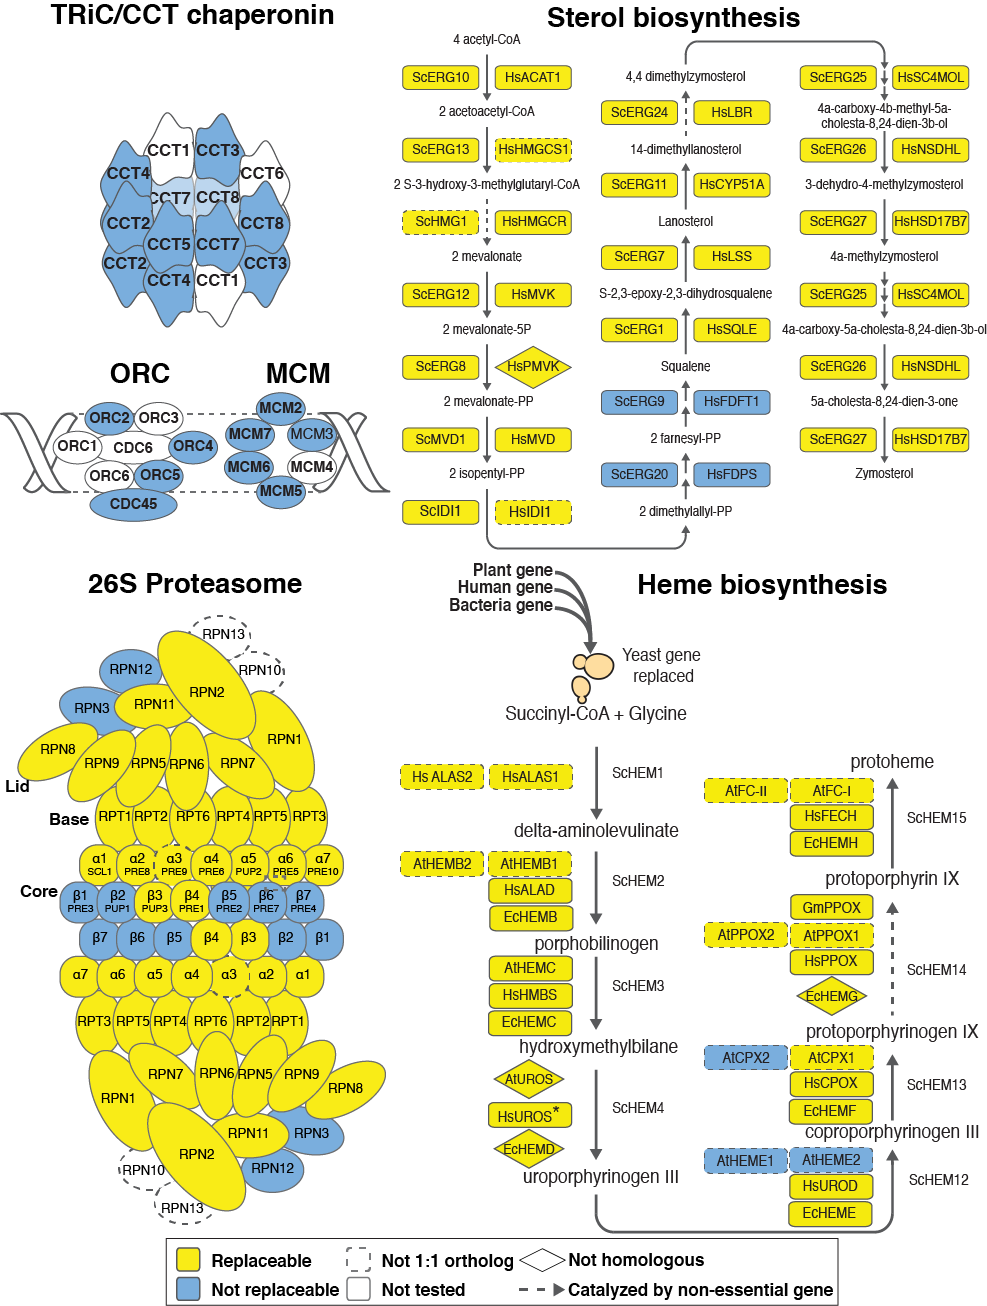 TRiC/CCT chaperonin
CCT1
CCT3
CCT4
CCT6
CCT7
CCT8
CCT2
CCT8
CCT5
CCT7
CCT2
CCT3
CCT4
CCT1
ORC
MCM
ORC2
ORC3
ORC1
CDC6
ORC4
ORC6
ORC5
CDC45
MCM2
MCM7
MCM3
MCM6
MCM4
MCM5
Sterol biosynthesis
4 acetyl-CoA
ScERG10
HsACAT1
2 acetoacetyl-CoA
ScERG13
HsHMGCS1
2 S-3-hydroxy-3-methylglutaryl-CoA
ScHMG1
HsHMGCR
2 mevalonate
ScERG12
HsMVK
2 mevalonate-5P
ScERG8
HsPMVK
2 mevalonate-PP
ScMVD1
HsMVD
2 isopentyl-PP
ScIDI1
HsIDI1
4,4 dimethylzymosterol
ScERG24
HsLBR
14-dimethyllanosterol
ScERG11
HsCYP51A
Lanosterol
ScERG7
HsLSS
S-2,3-epoxy-2,3-dihydrosqualene
ScERG1
HsSQLE
Squalene
ScERG9
HsFDFT1
2 farnesyl-PP
ScERG20
HsFDPS
2 dimethylallyl-PP
ScERG25
HsSC4MOL
4a-carboxy-4b-methyl-5a-
cholesta-8,24-dien-3b-ol
ScERG26
HsNSDHL
3-dehydro-4-methylzymosterol
ScERG27
HsHSD17B7
4a-methylzymosterol
ScERG25
HsSC4MOL
4a-carboxy-5a-cholesta-8,24-dien-3b-ol
ScERG26
HsNSDHL
5a-cholesta-8,24-dien-3-one
ScERG27
HsHSD17B7
Zymosterol
26S Proteasome
RPN13
RPN12
RPN10
RPN2
RPN11
RPN3
RPN1
RPN8
RPN9
RPN5
RPN6
RPN7
Lid
Base
RPT1
RPT2
RPT6
RPT4
RPT5
RPT3
α1
SCL1
α2
PRE8
α3
PRE9
α4
PRE6
α5
PUP2
α6
PRE5
α7
PRE10
Core
β1
PRE3
β2
PUP1
β3
PUP3
β4
PRE1
β5
PRE2
β6
PRE7
β7
PRE4
β7
β6
β5
β4
β3
β2
β1
α7
α6
α5
α4
α3
α2
α1
RPT3
RPT5
RPT4
RPT6
RPT2
RPT1
RPN7
RPN6
RPN5
RPN9
RPN8
RPN1
RPN11
RPN3
RPN2
RPN10
RPN12
RPN13
Heme biosynthesis
Plant gene
Human gene
Bacteria gene
Yeast gene
replaced
Succinyl-CoA + Glycine
Hs ALAS2
HsALAS1
ScHEM1
delta-aminolevulinate
AtHEMB2
AtHEMB1
HsALAD
EcHEMB
ScHEM2
porphobilinogen
AtHEMC
HsHMBS
EcHEMC
ScHEM3
hydroxymethylbilane
AtUROS
HsUROS*
EcHEMD
ScHEM4
uroporphyrinogen III
protoheme
AtFC-II
AtFC-I
HsFECH
EcHEMH
ScHEM15
protoporphyrin IX
GmPPOX
AtPPOX2
AtPPOX1
HsPPOX
EcHEMG
ScHEM14
protoporphyrinogen IX
AtCPX2
AtCPX1
HsCPOX
EcHEMF
ScHEM13
coproporphyrinogen III
AtHEME1
AtHEME2
HsUROD
EcHEME
ScHEM12
Replaceable
Not 1:1 ortholog
Not homologous
Not replaceable
Not tested
Catalyzed by non-essential gene